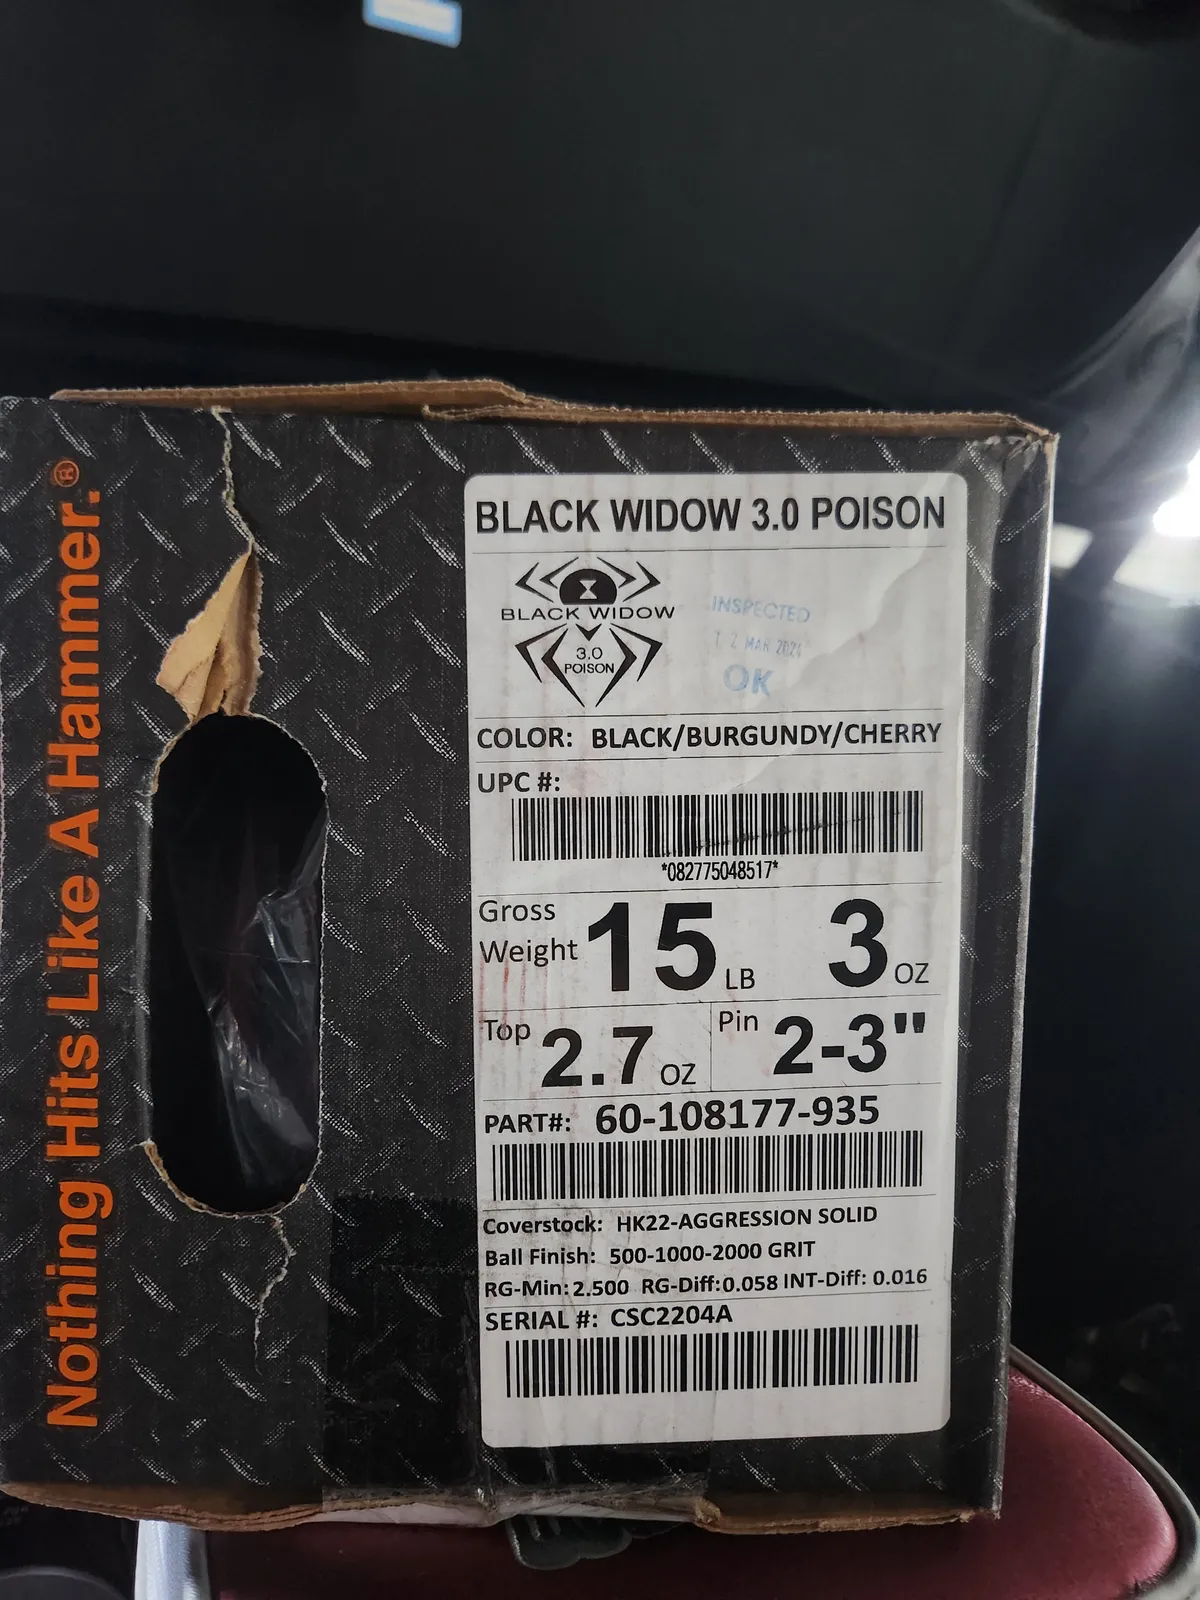 Nothing Hits Like A Hammer.®
BLACK WIDOW 3.0 POISON
BLACK WIDOW
3.0
POISON
INSPECTED
MAR 2024
OK
COLOR: BLACK/BURGUNDY/CHERRY
UPC #:
*082775048517*
Gross
Weight 15 LB 3 OZ
Top 2.7 OZ Pin 2-3"
PART#: 60-108177-935
Coverstock: HK22-AGGRESSION SOLID
Ball Finish: 500-1000-2000 GRIT
RG-Min: 2.500 RG-Diff:0.058 INT-Diff: 0.016
SERIAL #: CSC2204A